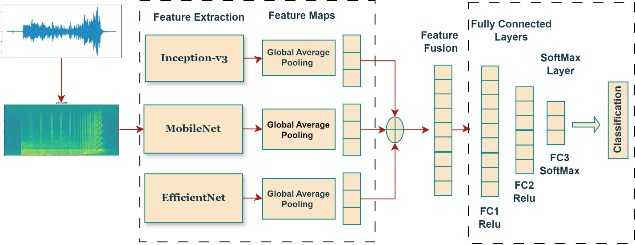 Feature Extraction
Feature Maps
Inception-v3
Global Average
Pooling
MobileNet
Global Average
Pooling
EfficientNet
Global Average
Pooling
Feature
Fusion
Fully Connected
Layers
SoftMax
Layer
FC1
Relu
FC2
Relu
FC3
SoftMax
Classification